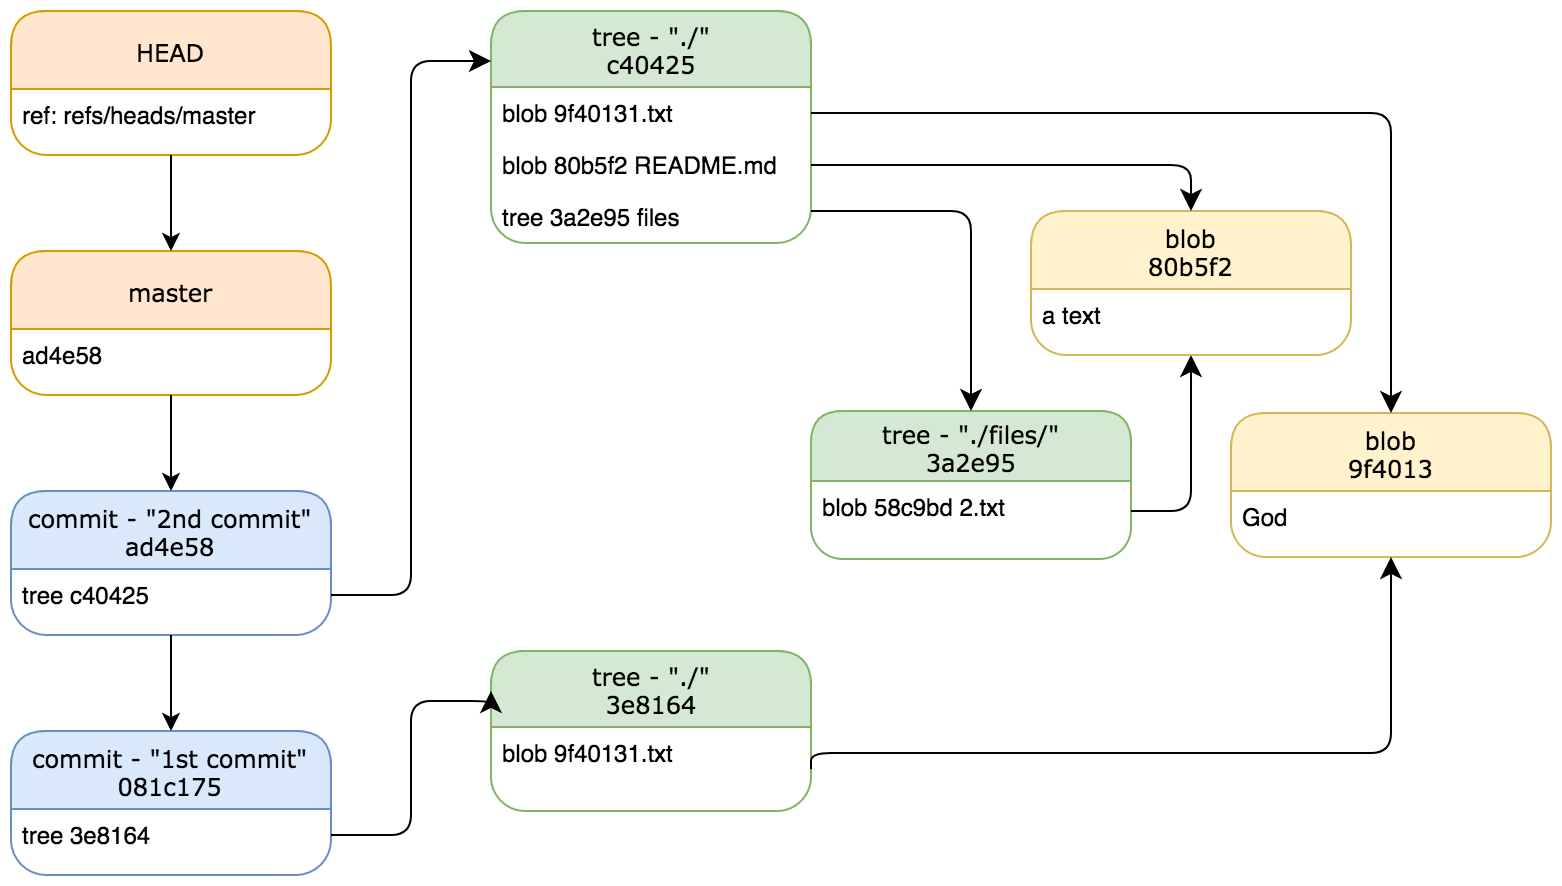 HEAD
ref: refs/heads/master
master
ad4e58
commit - "2nd commit"
ad4e58
tree c40425
commit - "1st commit"
081c175
tree 3e8164
tree - "./"
c40425
blob 9f40131.txt
blob 80b5f2 README.md
tree 3a2e95 files
blob
80b5f2
a text
tree - "./files/"
3a2e95
blob 58c9bd 2.txt
blob
9f4013
God
tree - "./"
3e8164
blob 9f40131.txt